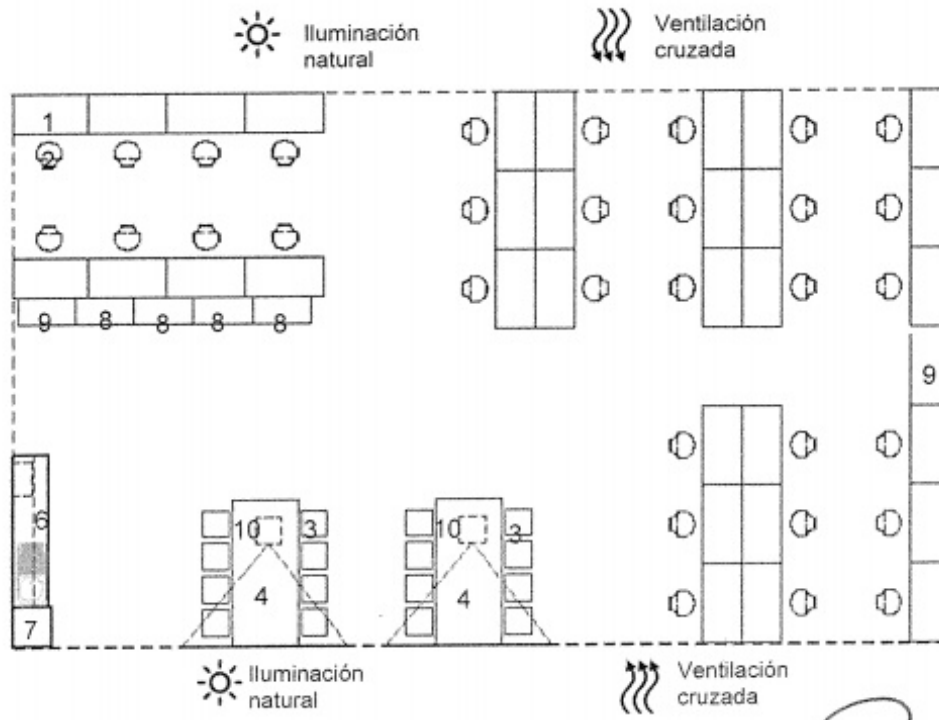 Iluminación
natural
Ventilación
cruzada
1
2
9 8 8 8 8
9
6
10 3 10 3
4 4
7
Iluminación
natural
Ventilación
cruzada